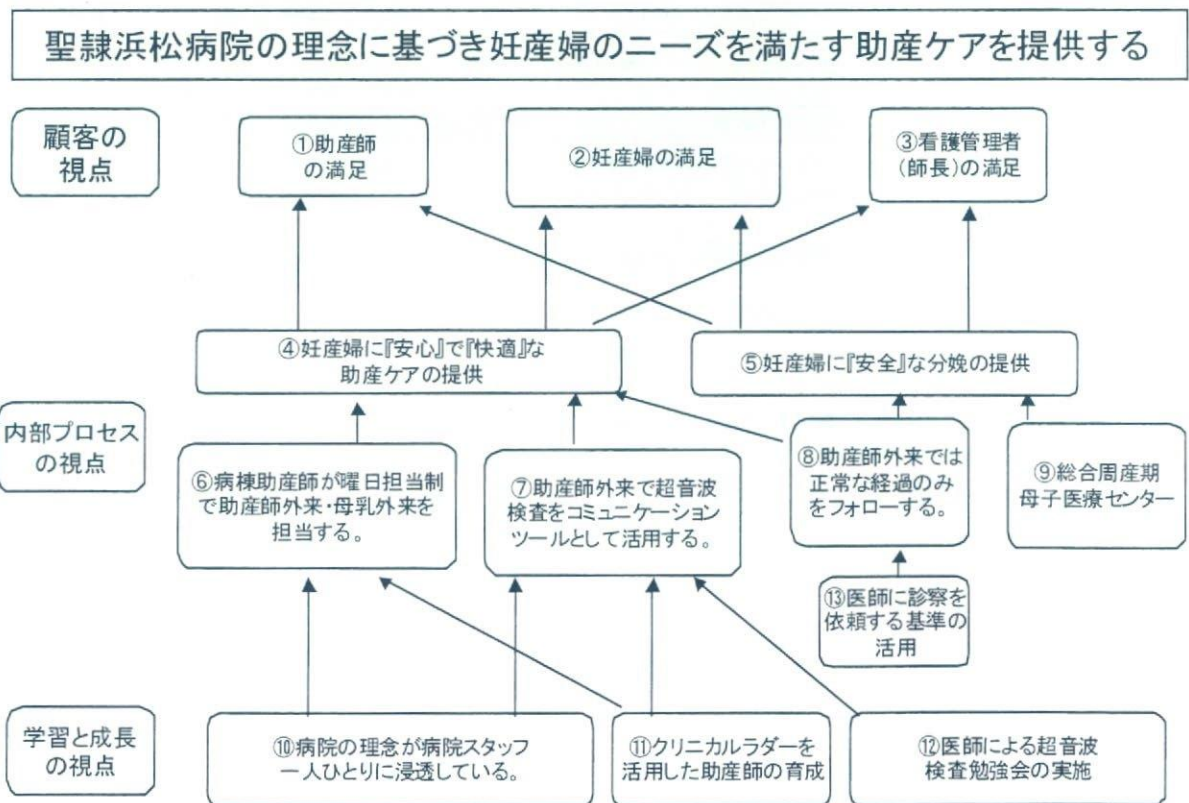 聖隷浜松病院の理念に基づき妊産婦のニーズを満たす助産ケアを提供する
顧客の
視点
①助産師
の満足
②妊産婦の満足
③看護管理者
(師長)の満足
④妊産婦に『安心』で『快適』な
助産ケアの提供
⑤妊産婦に『安全』な分娩の提供
内部プロセス
の視点
⑥病棟助産師が曜日担当制
で助産師外来・母乳外来を
担当する。
⑦助産師外来で超音波
検査をコミュニケーション
ツールとして活用する。
⑧助産師外来では
正常な経過のみ
をフォローする。
⑨総合周産期
母子医療センター
⑬医師に診察を
依頼する基準の
活用
学習と成長
の視点
⑩病院の理念が病院スタッフ
一人ひとりに浸透している。
⑪クリニカルラダーを
活用した助産師の育成
⑫医師による超音波
検査勉強会の実施